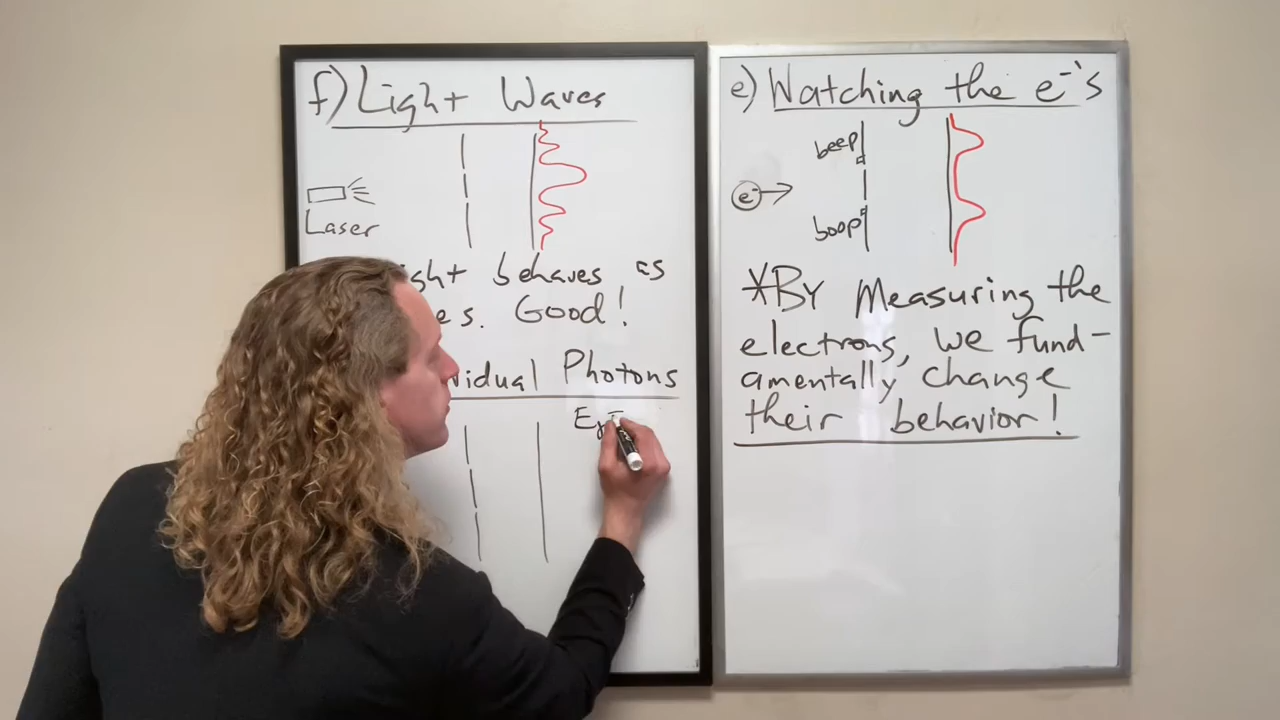 f) Light Waves
Laser
ght behaves as
es. Good!
vidual Photons
E
e) Watching the e⁻'s
beep
e⁻
boop
*By Measuring the
electrons, we fund-
amentally change
their behavior!